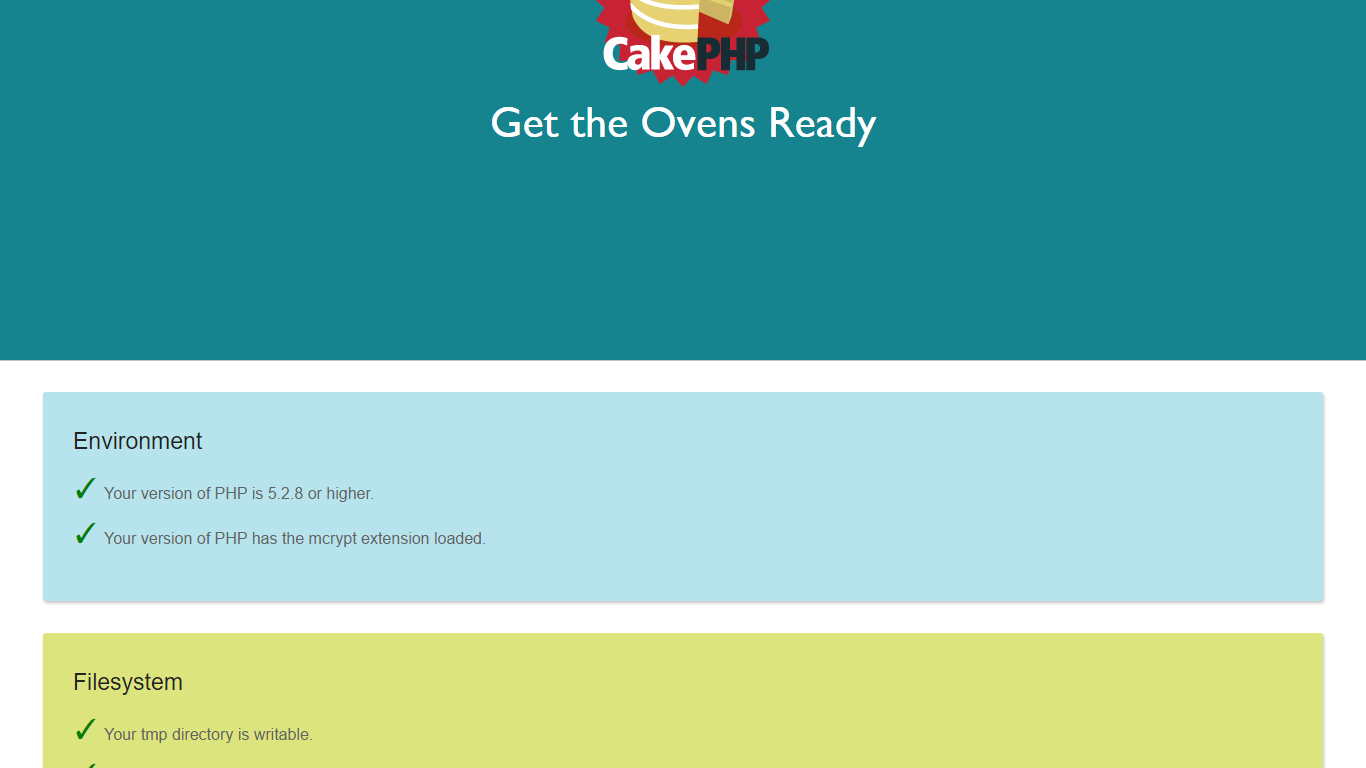 CakePHP
Get the Ovens Ready
Environment
✓ Your version of PHP is 5.2.8 or higher.
✓ Your version of PHP has the mcrypt extension loaded.
Filesystem
✓ Your tmp directory is writable.